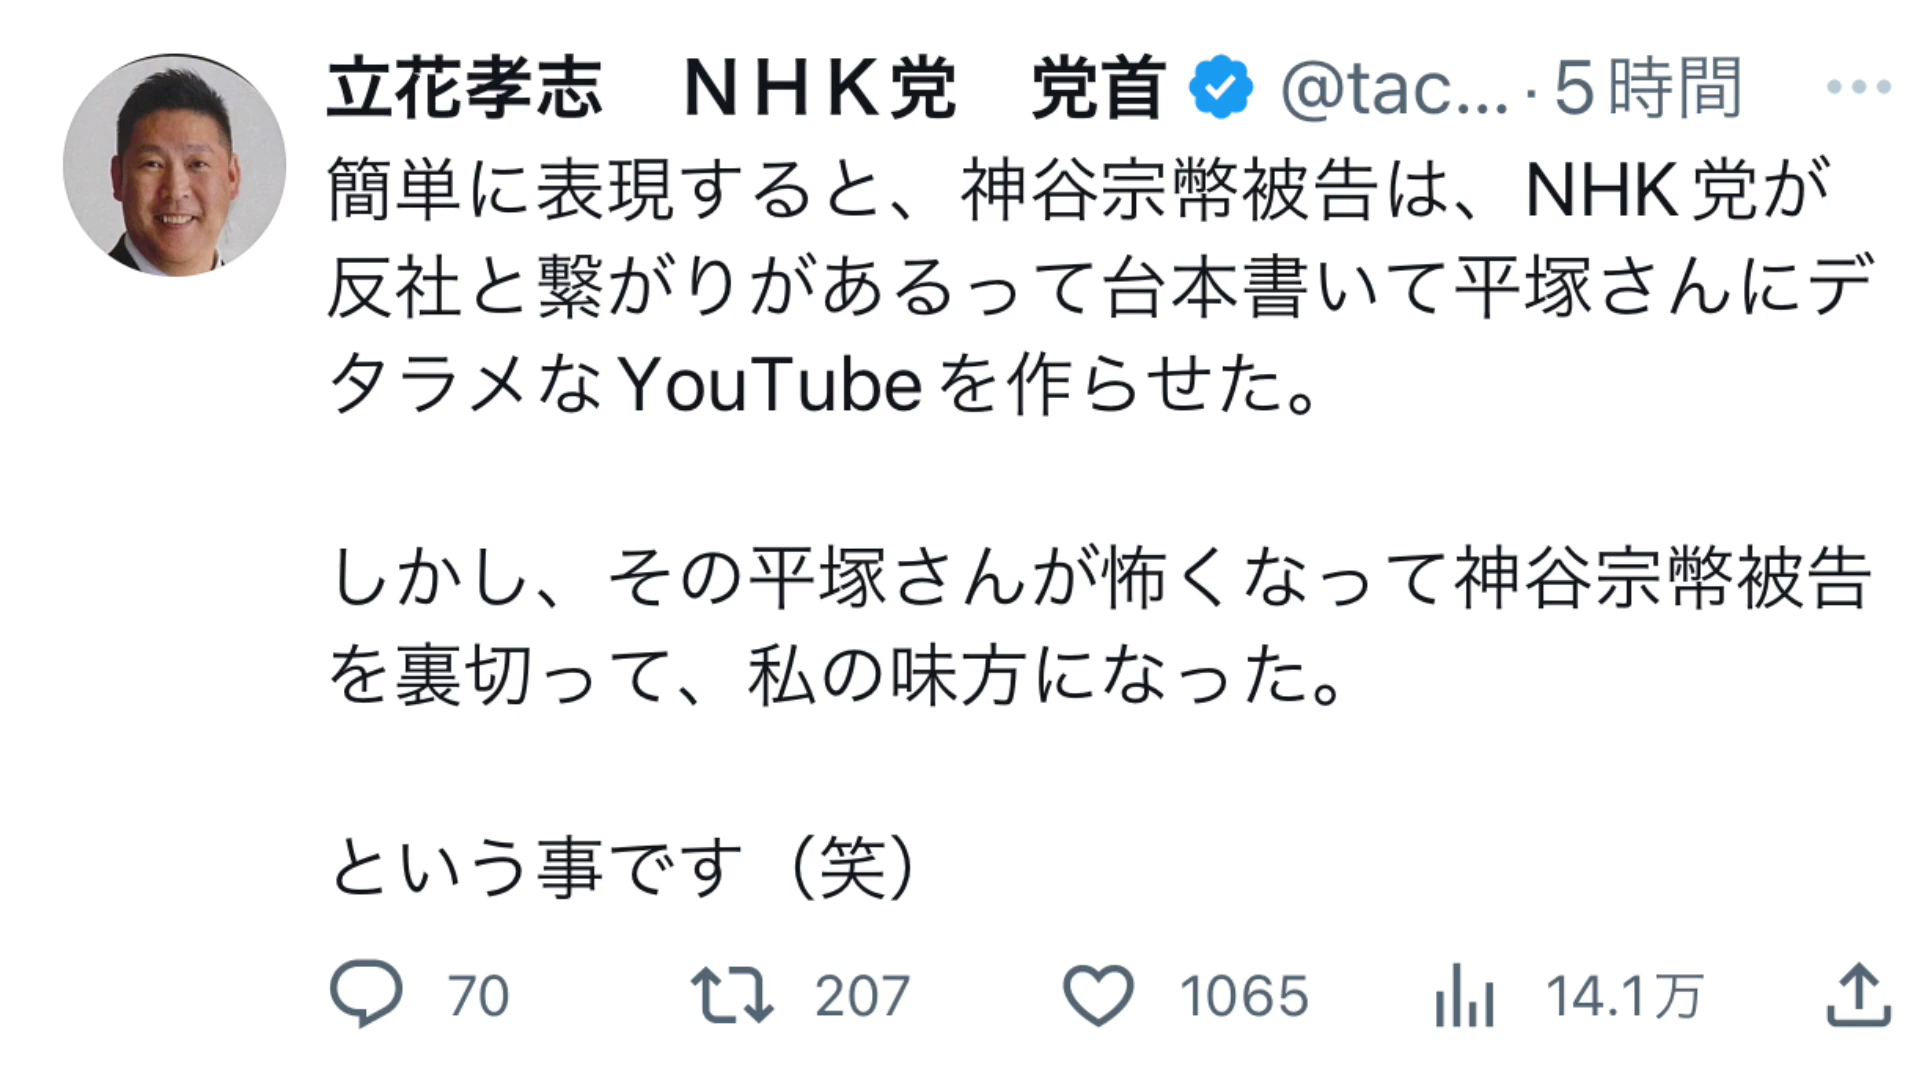 立花孝志　ＮＨＫ党　党首 @tac... · 5時間
簡単に表現すると、神谷宗幣被告は、NHK党が
反社と繋がりがあるって台本書いて平塚さんにデ
タラメなYouTubeを作らせた。
しかし、その平塚さんが怖くなって神谷宗幣被告
を裏切って、私の味方になった。
という事です（笑）
70 207 1065 14.1万